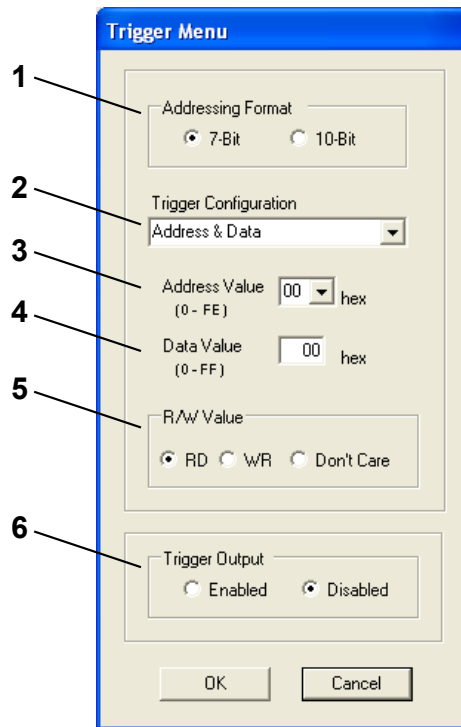 Trigger Menu
1
Addressing Format
7-Bit 10-Bit
2
Trigger Configuration
Address & Data
3
Address Value 00 hex
(0 - FE)
4
Data Value 00 hex
(0 - FF)
5
R/W Value
RD WR Don't Care
6
Trigger Output
Enabled Disabled
OK Cancel